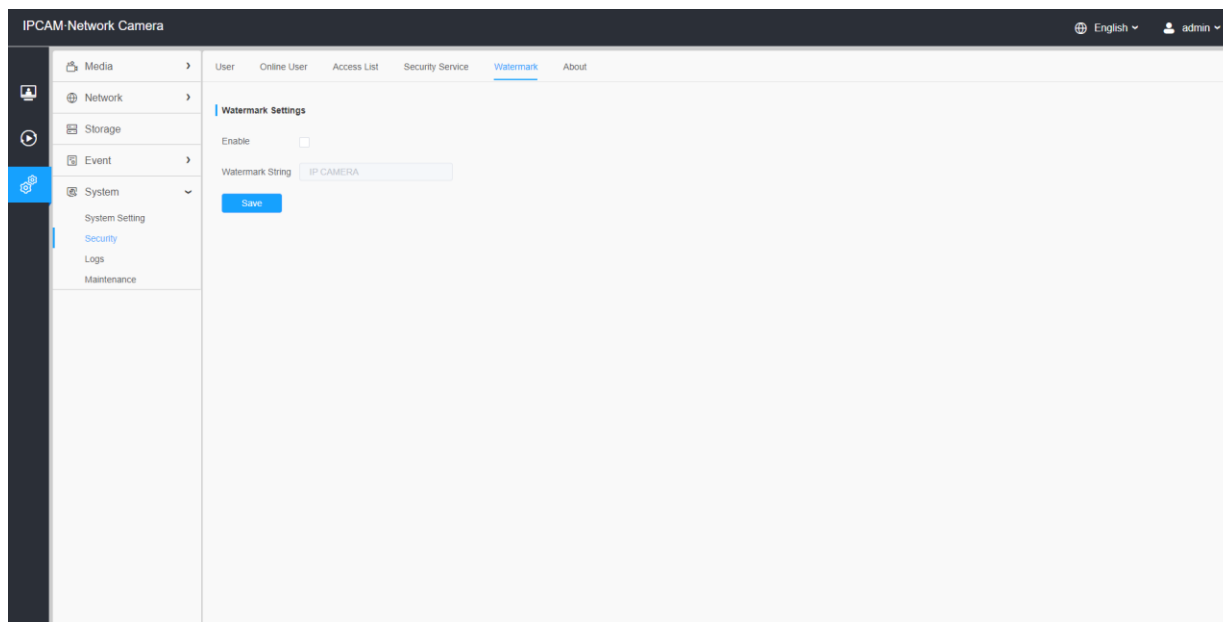 IPCAM·Network Camera
English
admin
Media
Network
Storage
Event
System
System Setting
Security
Logs
Maintenance
User Online User Access List Security Service Watermark About
Watermark Settings
Enable
Watermark String IP CAMERA
Save